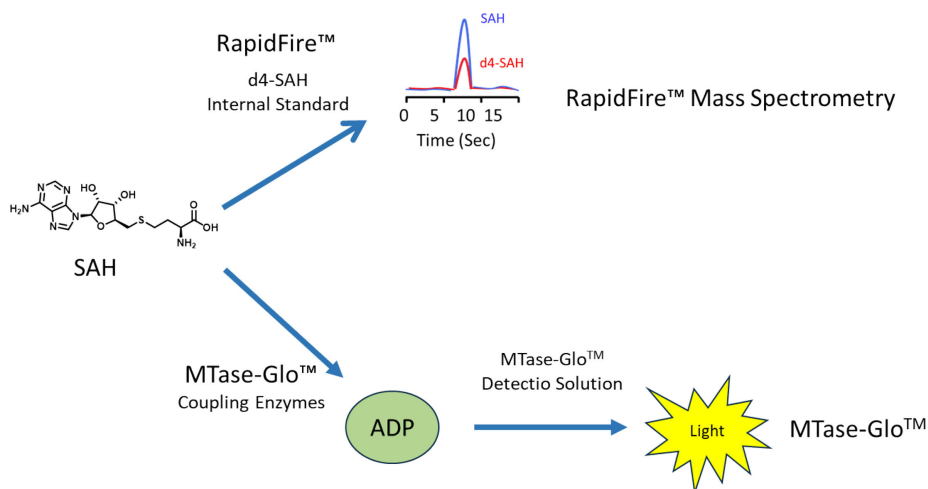 RapidFire™
d4-SAH
Internal Standard
SAH
d4-SAH
0 5 10 15
Time (Sec)
RapidFire™ Mass Spectrometry
H₂N
N
N
N
N
N
HO
OH
O
S
O
OH
NH₂
SAH
MTase-Glo™
Coupling Enzymes
ADP
MTase-Glo™
Detectio Solution
Light
MTase-Glo™